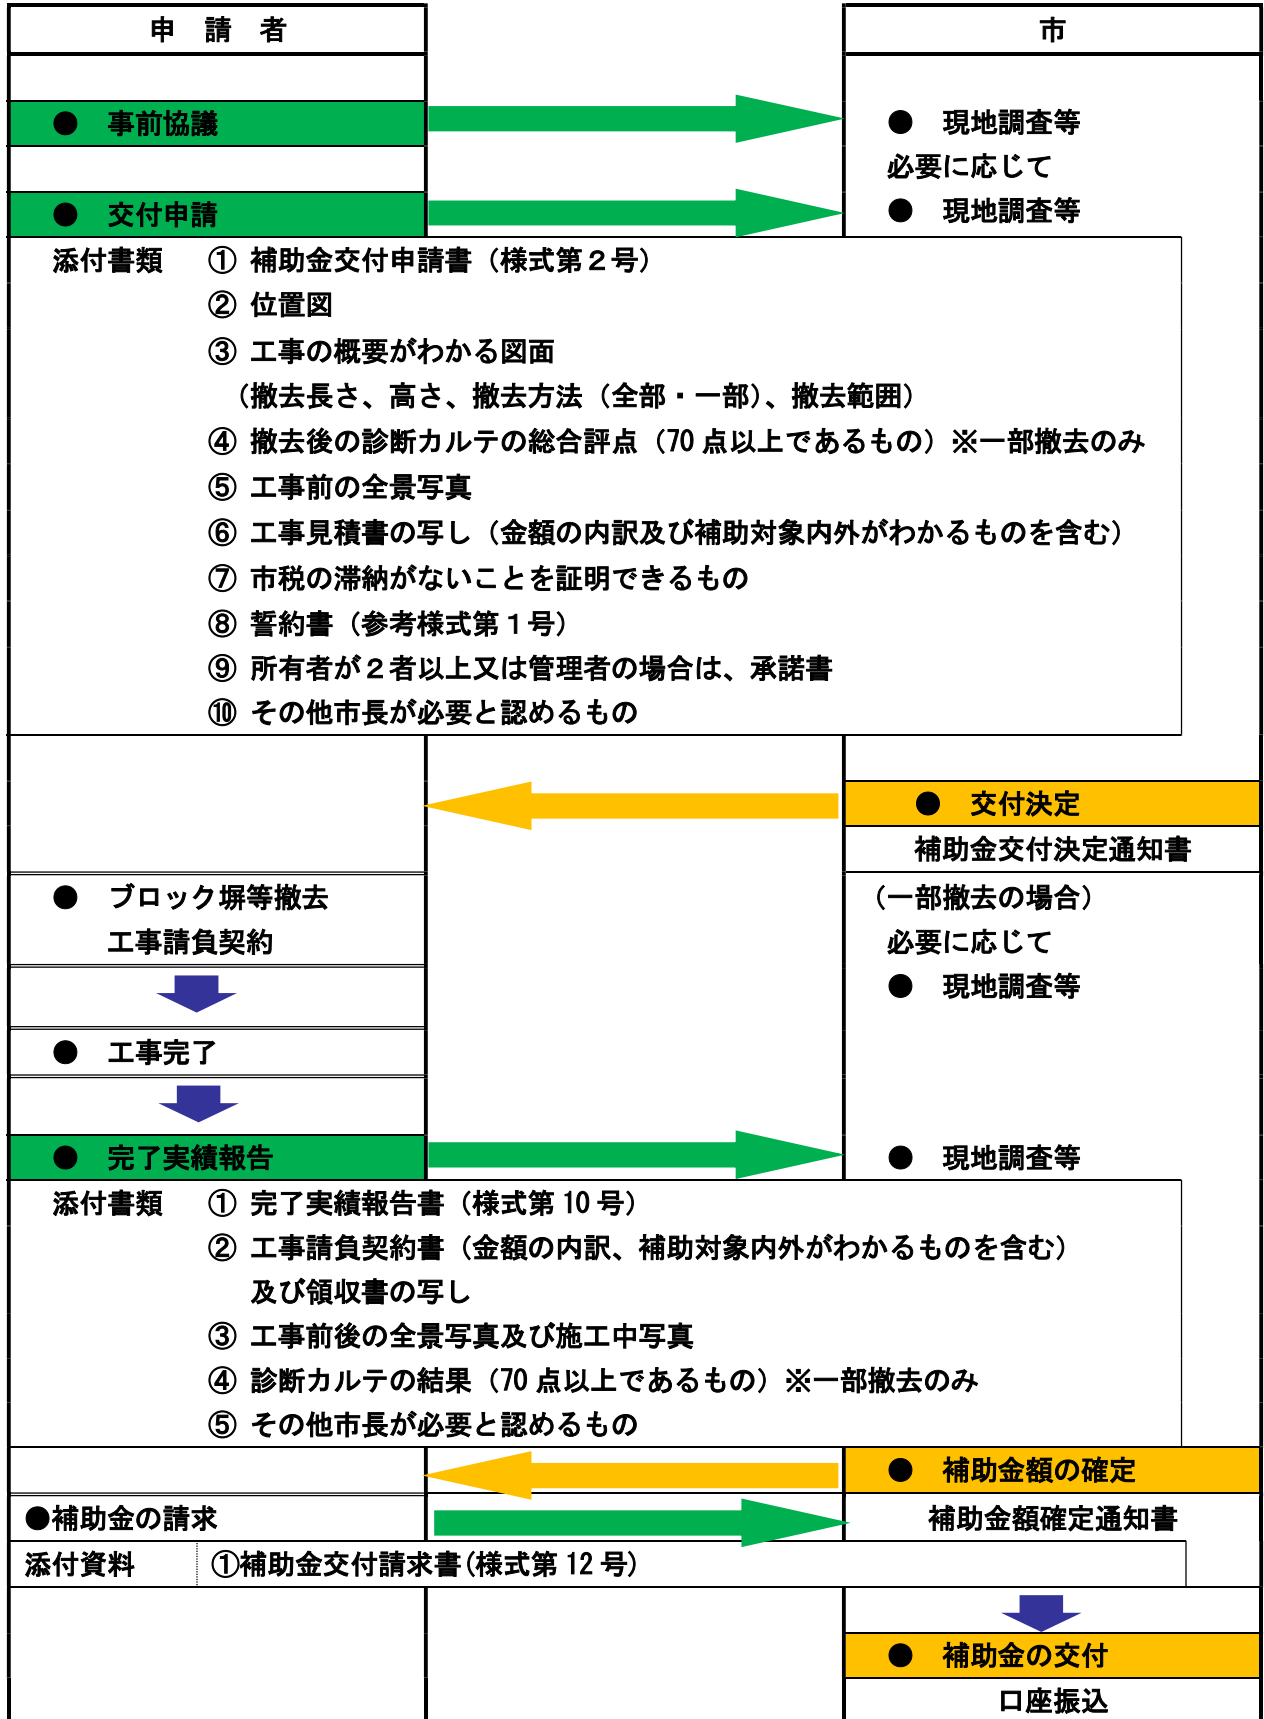 申　請　者
市
●　事前協議
●　現地調査等
必要に応じて
●　交付申請
●　現地調査等
添付書類　① 補助金交付申請書（様式第２号）
② 位置図
③ 工事の概要がわかる図面
（撤去長さ、高さ、撤去方法（全部・一部）、撤去範囲）
④ 撤去後の診断カルテの総合評点（70 点以上であるもの）※一部撤去のみ
⑤ 工事前の全景写真
⑥ 工事見積書の写し（金額の内訳及び補助対象内外がわかるものを含む）
⑦ 市税の滞納がないことを証明できるもの
⑧ 誓約書（参考様式第１号）
⑨ 所有者が２者以上又は管理者の場合は、承諾書
⑩ その他市長が必要と認めるもの
●　交付決定
補助金交付決定通知書
●　ブロック塀等撤去
工事請負契約
（一部撤去の場合）
必要に応じて
●　現地調査等
●　工事完了
●　完了実績報告
●　現地調査等
添付書類　① 完了実績報告書（様式第 10 号）
② 工事請負契約書（金額の内訳、補助対象内外がわかるものを含む）
及び領収書の写し
③ 工事前後の全景写真及び施工中写真
④ 診断カルテの結果（70 点以上であるもの）※一部撤去のみ
⑤ その他市長が必要と認めるもの
●　補助金額の確定
●補助金の請求
補助金額確定通知書
添付資料　①補助金交付請求書(様式第 12 号)
●　補助金の交付
口座振込